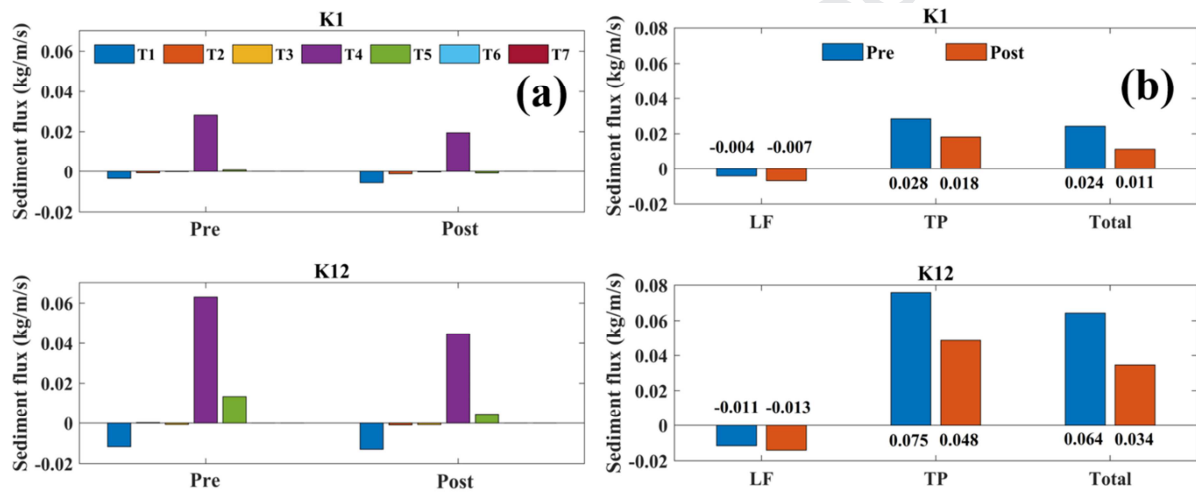 K1
Sediment flux (kg/m/s)
0.06
0.04
0.02
0
-0.02
T1 T2 T3 T4 T5 T6 T7
(a)
Pre Post
K1
Sediment flux (kg/m/s)
0.08
0.06
0.04
0.02
0
-0.02
Pre Post
(b)
-0.004 -0.007
0.028 0.018 0.024 0.011
LF TP Total
K12
Sediment flux (kg/m/s)
0.06
0.04
0.02
0
-0.02
Pre Post
K12
Sediment flux (kg/m/s)
0.08
0.06
0.04
0.02
0
-0.02
-0.011 -0.013
0.075 0.048 0.064 0.034
LF TP Total